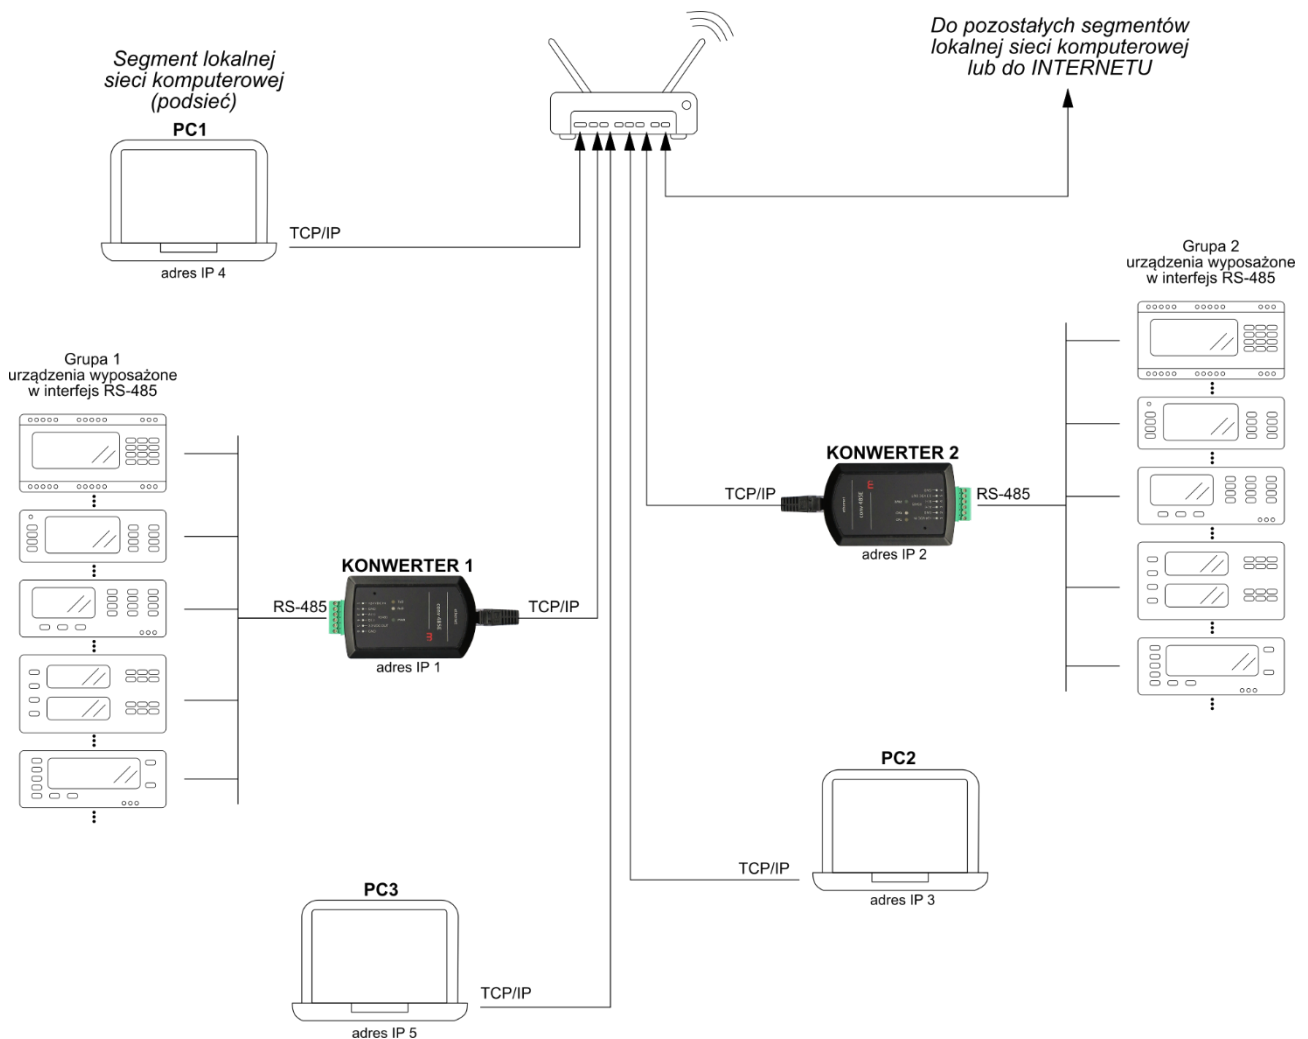 Segment lokalnej
sieci komputerowej
(podsieć)
PC1
TCP/IP
adres IP 4
Do pozostałych segmentów
lokalnej sieci komputerowej
lub do INTERNETU
Grupa 2
urządzenia wyposażone
w interfejs RS-485
Grupa 1
urządzenia wyposażone
w interfejs RS-485
KONWERTER 2
TCP/IP
RS-485
adres IP 2
KONWERTER 1
RS-485
TCP/IP
adres IP 1
PC2
TCP/IP
adres IP 3
PC3
TCP/IP
adres IP 5